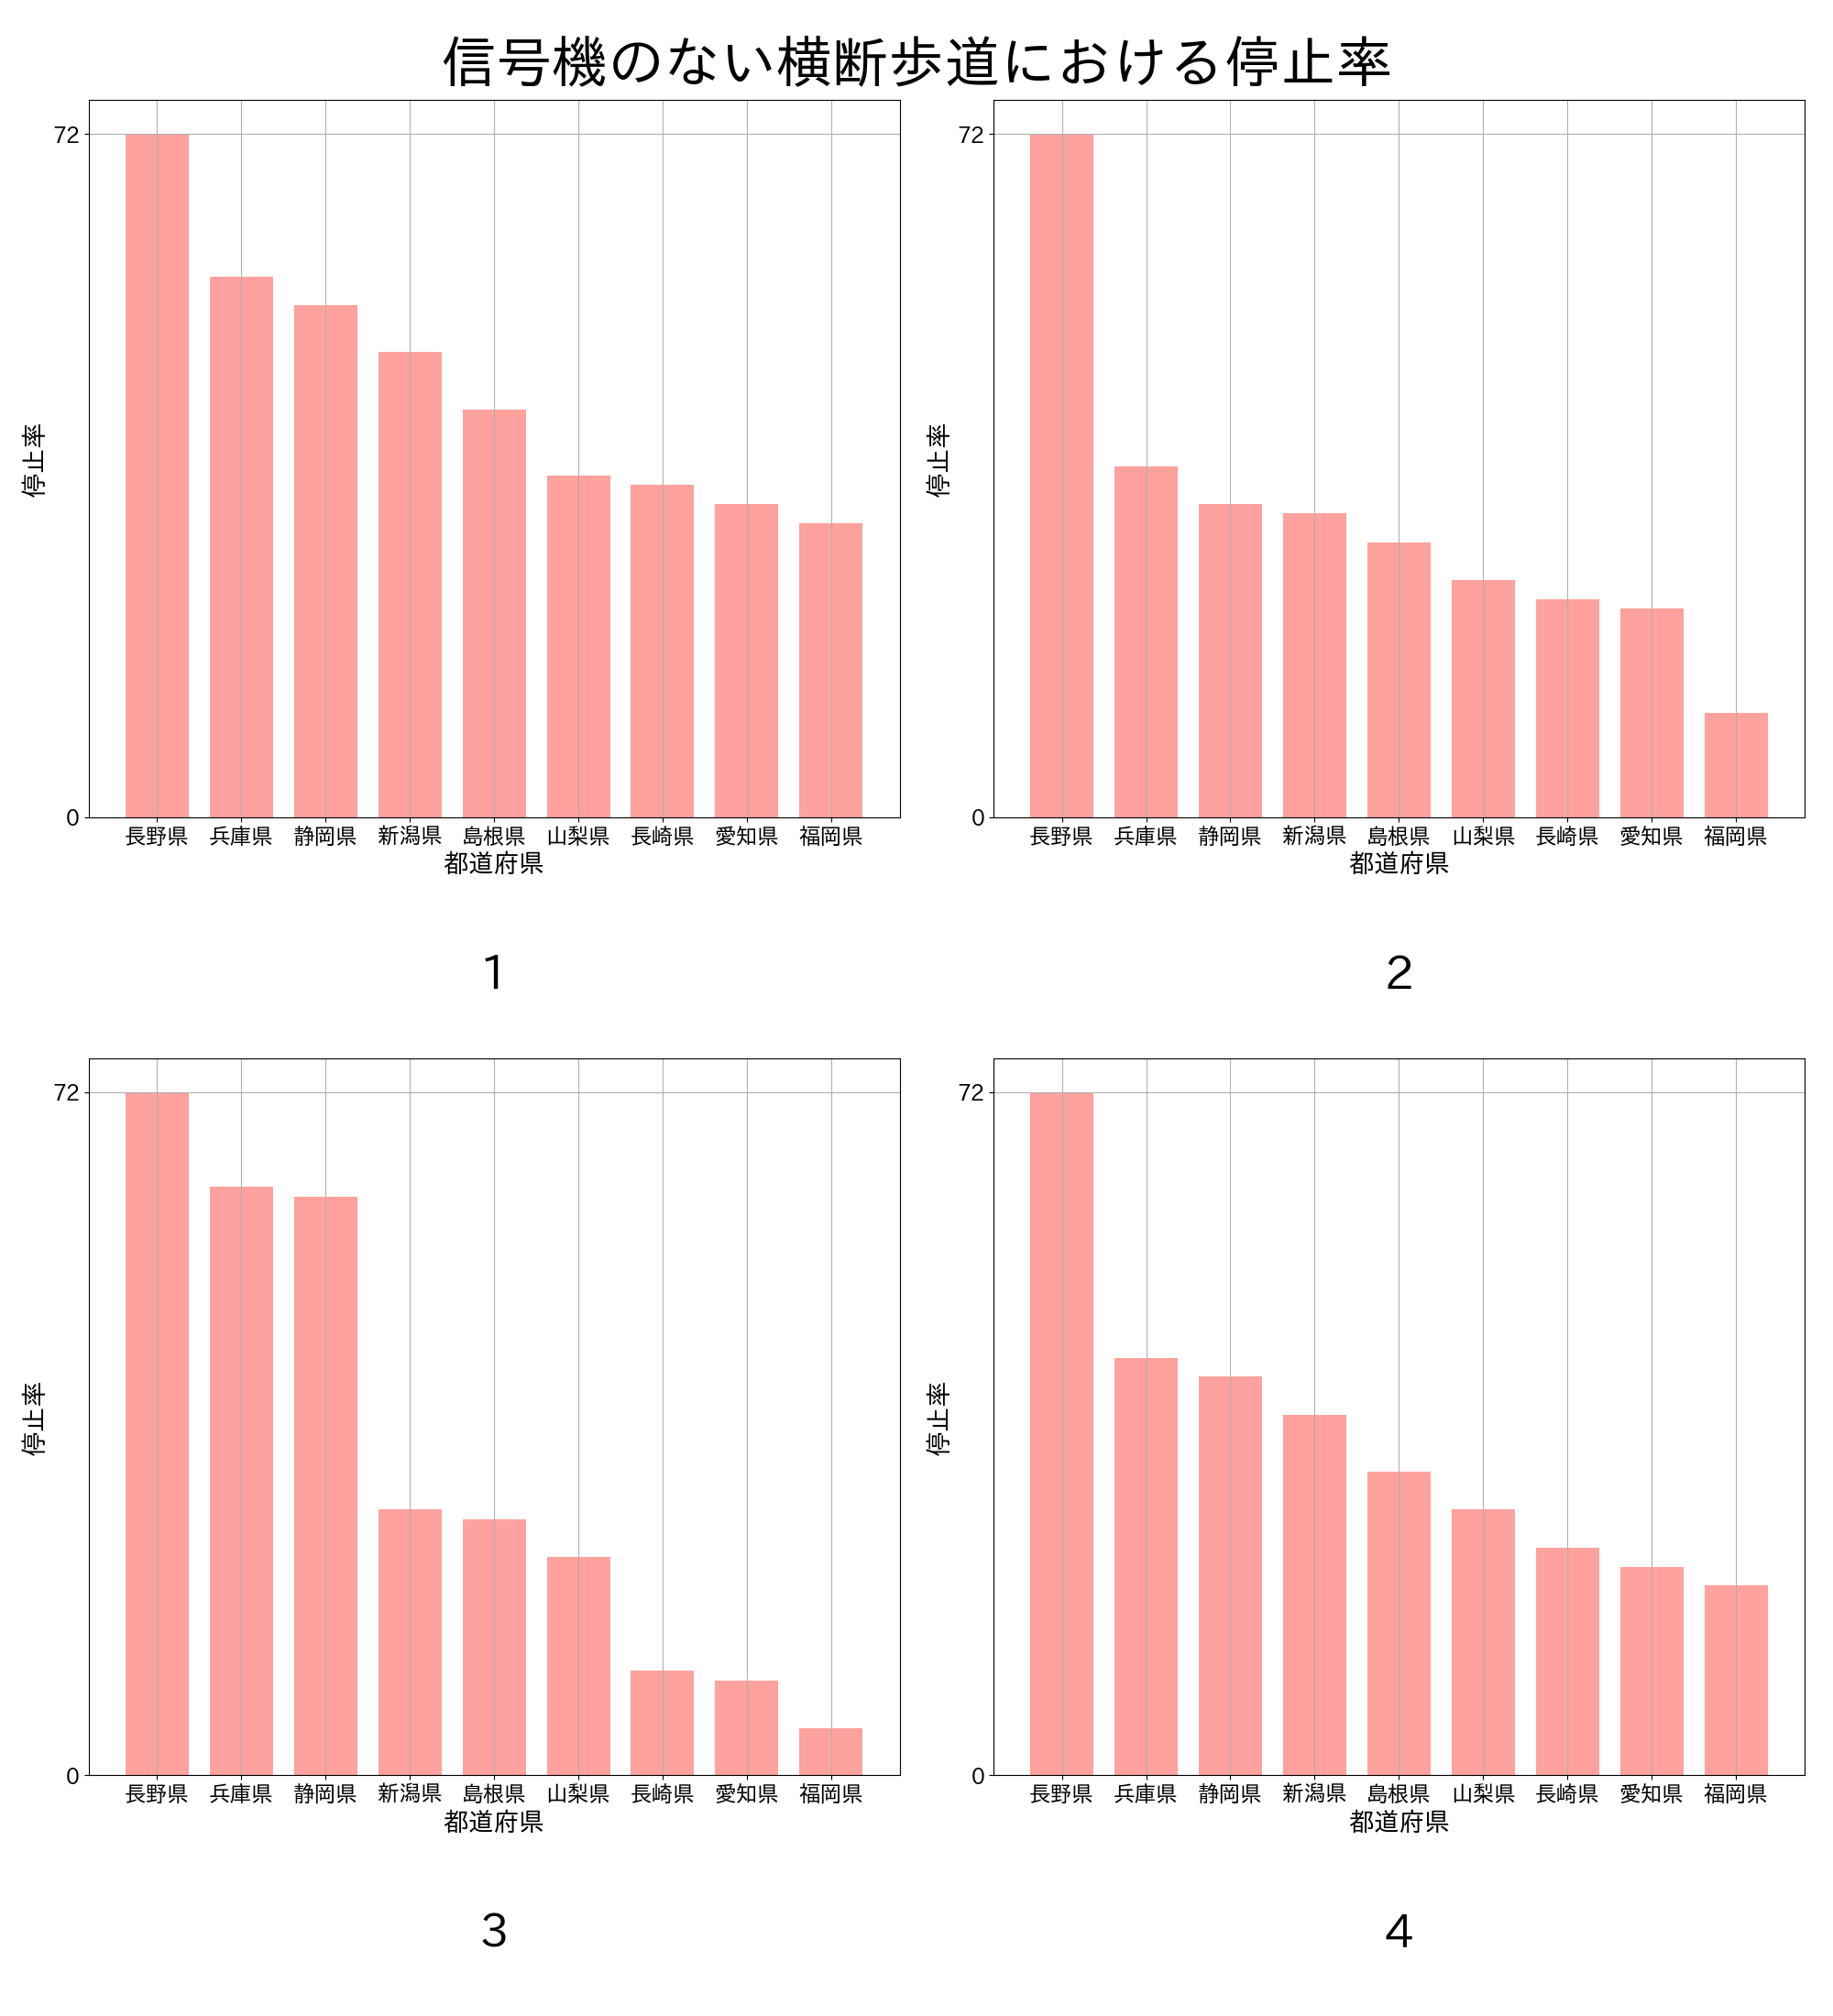 信号機のない横断歩道における停止率
72
0
停止率
長野県 兵庫県 静岡県 新潟県 島根県 山梨県 長崎県 愛知県 福岡県
都道府県
1
72
0
停止率
長野県 兵庫県 静岡県 新潟県 島根県 山梨県 長崎県 愛知県 福岡県
都道府県
2
72
0
停止率
長野県 兵庫県 静岡県 新潟県 島根県 山梨県 長崎県 愛知県 福岡県
都道府県
3
72
0
停止率
長野県 兵庫県 静岡県 新潟県 島根県 山梨県 長崎県 愛知県 福岡県
都道府県
4